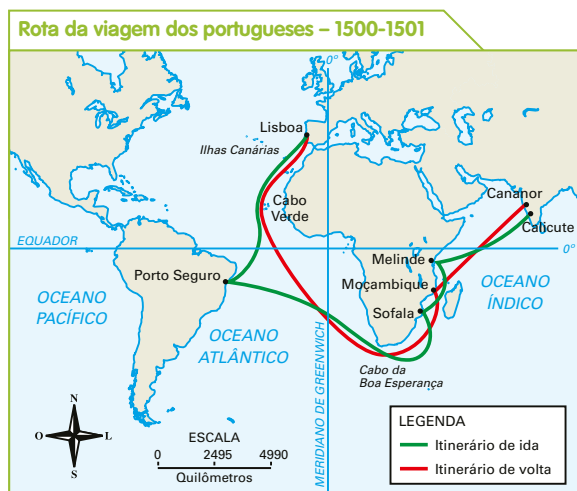 Rota da viagem dos portugueses – 1500-1501
0°
Lisboa
Ilhas Canárias
Cabo
Verde
Cananor
Calicute
EQUADOR
0°
Melinde
Porto Seguro
Moçambique
OCEANO
PACÍFICO
OCEANO
ÍNDICO
Sofala
OCEANO
ATLÂNTICO
MERIDIANO DE GREENWICH
Cabo da
Boa Esperança
N
O
L
S
ESCALA
0 2495 4990
Quilômetros
LEGENDA
Itinerário de ida
Itinerário de volta